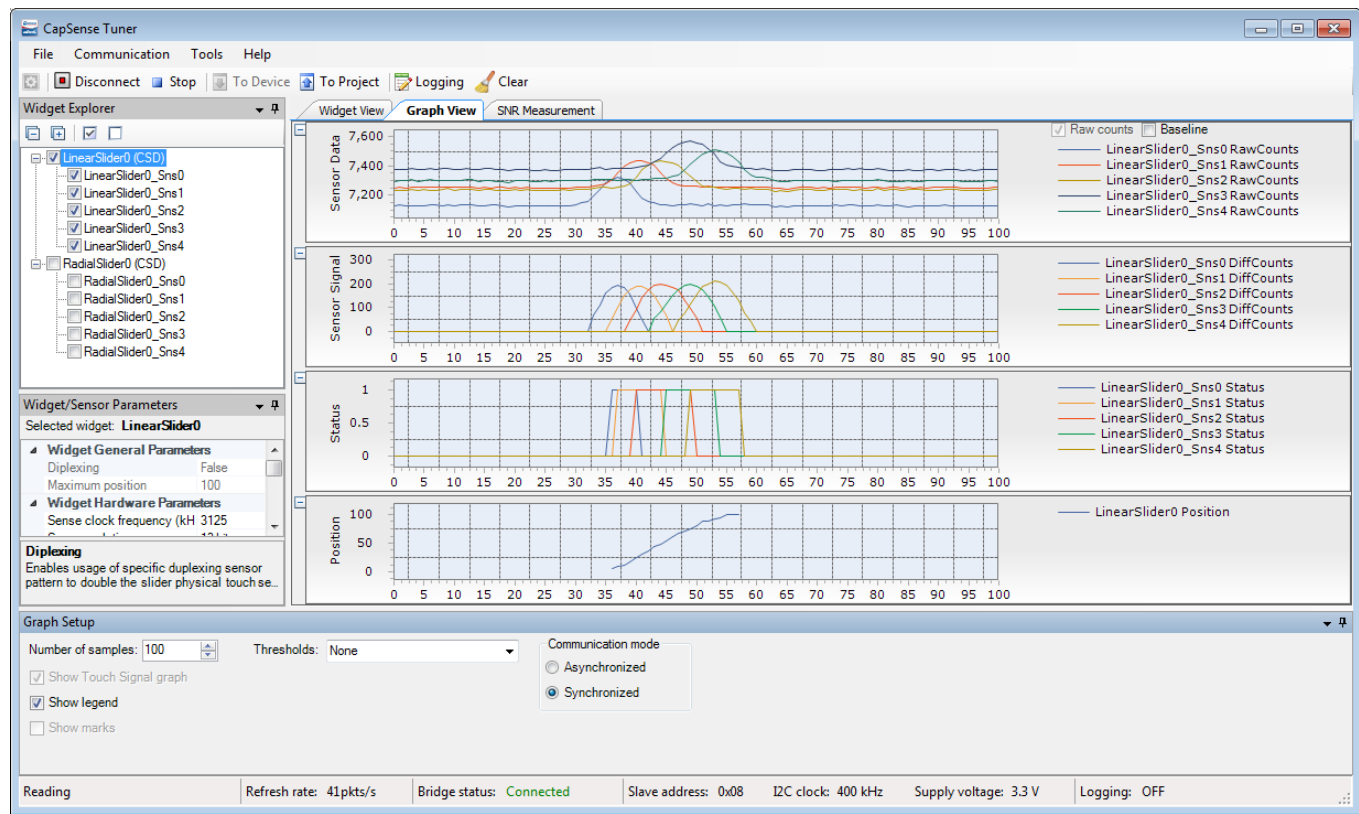 CapSense Tuner
File Communication Tools Help
Disconnect Stop To Device To Project Logging Clear
Widget Explorer
LinearSlider0 (CSD)
LinearSlider0_Sns0
LinearSlider0_Sns1
LinearSlider0_Sns2
LinearSlider0_Sns3
LinearSlider0_Sns4
RadialSlider0 (CSD)
RadialSlider0_Sns0
RadialSlider0_Sns1
RadialSlider0_Sns2
RadialSlider0_Sns3
RadialSlider0_Sns4
Widget/Sensor Parameters
Selected widget: LinearSlider0
Widget General Parameters
Diplexing False
Maximum position 100
Widget Hardware Parameters
Sense clock frequency (kH 3125
Diplexing
Enables usage of specific duplexing sensor
pattern to double the slider physical touch se...
Widget View Graph View SNR Measurement
Sensor Data
7,600
7,400
7,200
0 5 10 15 20 25 30 35 40 45 50 55 60 65 70 75 80 85 90 95 100
Raw counts Baseline
LinearSlider0_Sns0 RawCounts
LinearSlider0_Sns1 RawCounts
LinearSlider0_Sns2 RawCounts
LinearSlider0_Sns3 RawCounts
LinearSlider0_Sns4 RawCounts
Sensor Signal
300
200
100
0
0 5 10 15 20 25 30 35 40 45 50 55 60 65 70 75 80 85 90 95 100
LinearSlider0_Sns0 DiffCounts
LinearSlider0_Sns1 DiffCounts
LinearSlider0_Sns2 DiffCounts
LinearSlider0_Sns3 DiffCounts
LinearSlider0_Sns4 DiffCounts
Status
1
0.5
0
0 5 10 15 20 25 30 35 40 45 50 55 60 65 70 75 80 85 90 95 100
LinearSlider0_Sns0 Status
LinearSlider0_Sns1 Status
LinearSlider0_Sns2 Status
LinearSlider0_Sns3 Status
LinearSlider0_Sns4 Status
Position
100
50
0
0 5 10 15 20 25 30 35 40 45 50 55 60 65 70 75 80 85 90 95 100
LinearSlider0 Position
Graph Setup
Number of samples: 100 Thresholds: None
Show Touch Signal graph
Show legend
Show marks
Communication mode
Asynchronized
Synchronized
Reading Refresh rate: 41pkts/s Bridge status: Connected Slave address: 0x08 I2C clock: 400 kHz Supply voltage: 3.3 V Logging: OFF